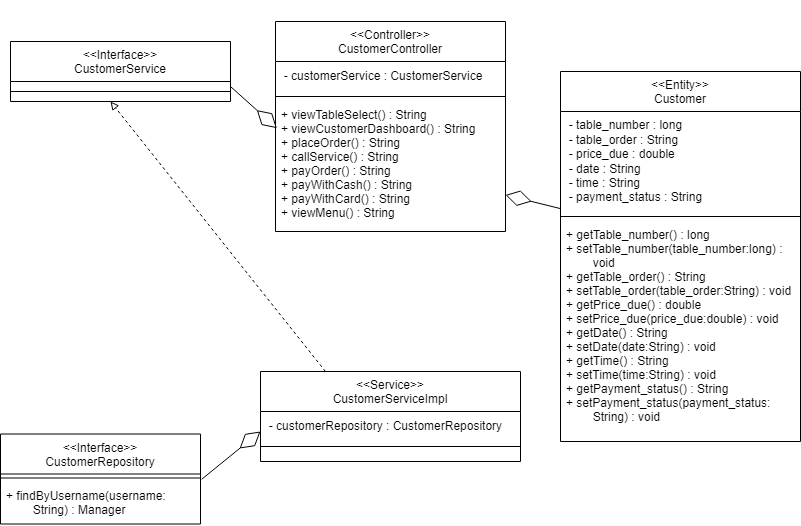 <<Interface>>
CustomerService
<<Controller>>
CustomerController
- customerService : CustomerService
+ viewTableSelect() : String
+ viewCustomerDashboard() : String
+ placeOrder() : String
+ callService() : String
+ payOrder() : String
+ payWithCash() : String
+ payWithCard() : String
+ viewMenu() : String
<<Entity>>
Customer
- table_number : long
- table_order : String
- price_due : double
- date : String
- time : String
- payment_status : String
+ getTable_number() : long
+ setTable_number(table_number:long) :
void
+ getTable_order() : String
+ setTable_order(table_order:String) : void
+ getPrice_due() : double
+ setPrice_due(price_due:double) : void
+ getDate() : String
+ setDate(date:String) : void
+ getTime() : String
+ setTime(time:String) : void
+ getPayment_status() : String
+ setPayment_status(payment_status:
String) : void
<<Service>>
CustomerServiceImpl
- customerRepository : CustomerRepository
<<Interface>>
CustomerRepository
+ findByUsername(username:
String) : Manager